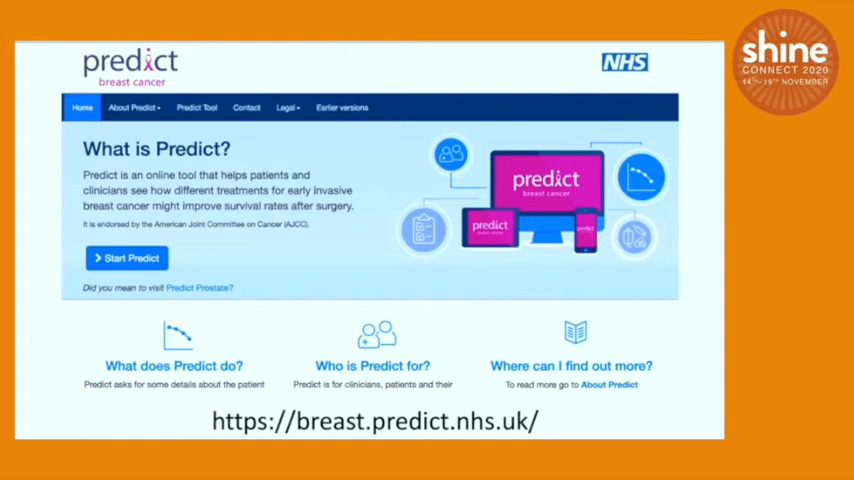 predict
breast cancer
NHS
shine
CONNECT 2020
14TH-19TH NOVEMBER
Home About Predict Predict Tool Contact Legal Earlier versions
What is Predict?
Predict is an online tool that helps patients and
clinicians see how different treatments for early invasive
breast cancer might improve survival rates after surgery.
It is endorsed by the American Joint Committee on Cancer (AJCC).
Start Predict
Did you mean to visit Predict Prostate?
predict
breast cancer
predict
predict
What does Predict do? Who is Predict for? Where can I find out more?
Predict asks for some details about the patient Predict is for clinicians, patients and their To read more go to About Predict
https://breast.predict.nhs.uk/